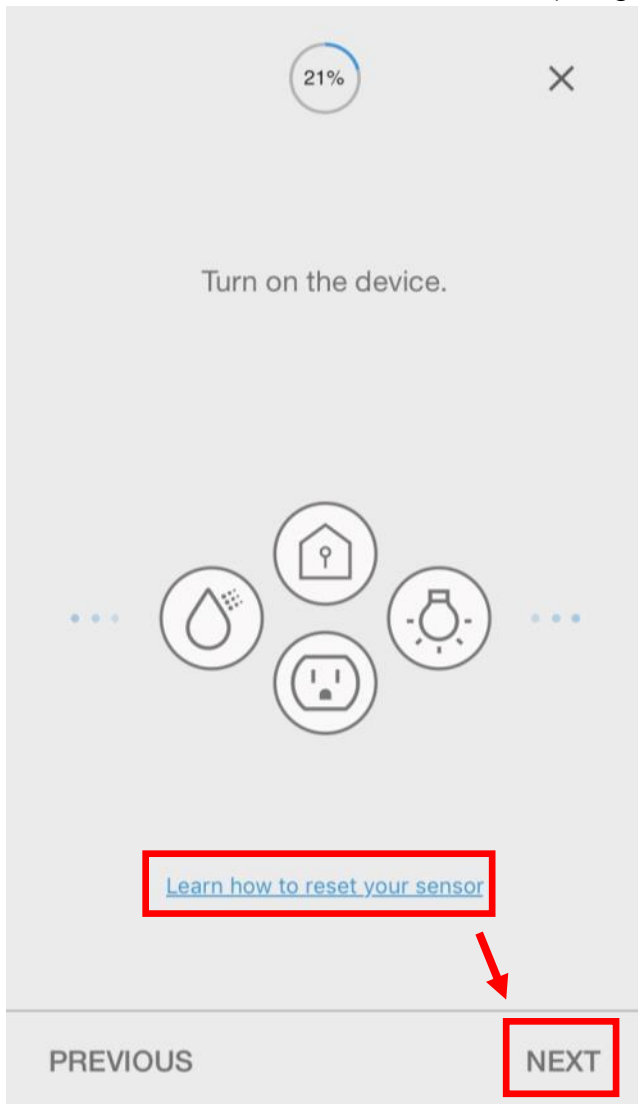 21%
Turn on the device.
Learn how to reset your sensor
PREVIOUS
NEXT